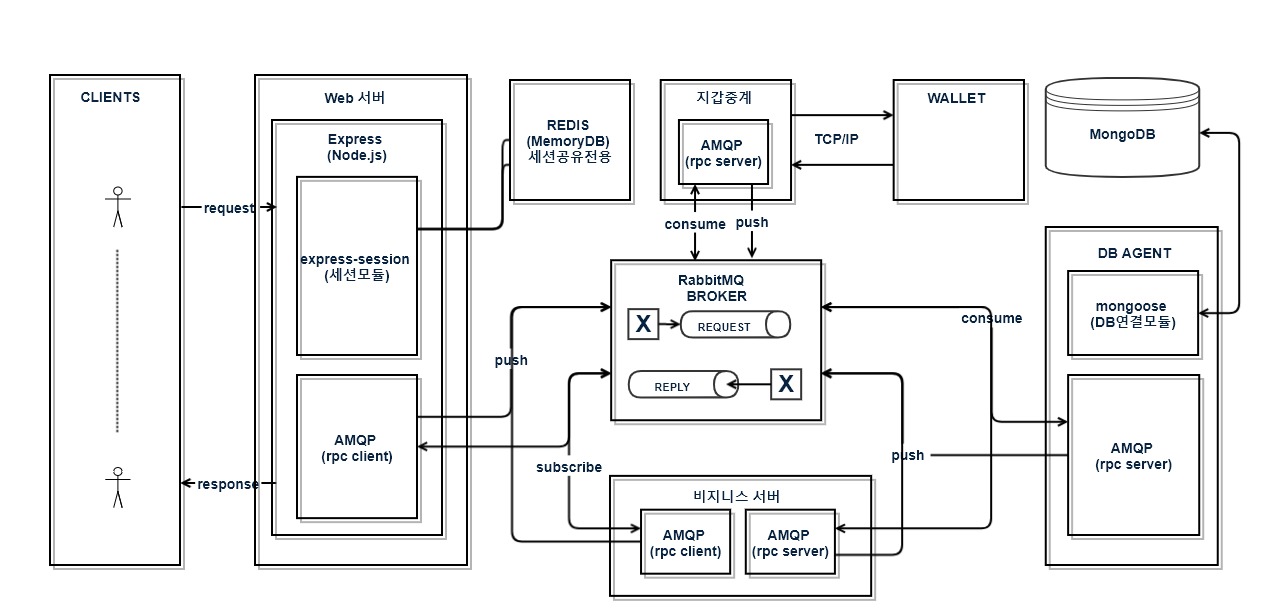 CLIENTS
request
response
Web 서버
Express
(Node.js)
express-session
(세션모듈)
AMQP
(rpc client)
REDIS
(MemoryDB)
세션공유전용
지갑중계
AMQP
(rpc server)
TCP/IP
WALLET
MongoDB
consume
push
RabbitMQ
BROKER
X
REQUEST
REPLY
X
push
subscribe
consume
push
비지니스 서버
AMQP
(rpc client)
AMQP
(rpc server)
DB AGENT
mongoose
(DB연결모듈)
AMQP
(rpc server)